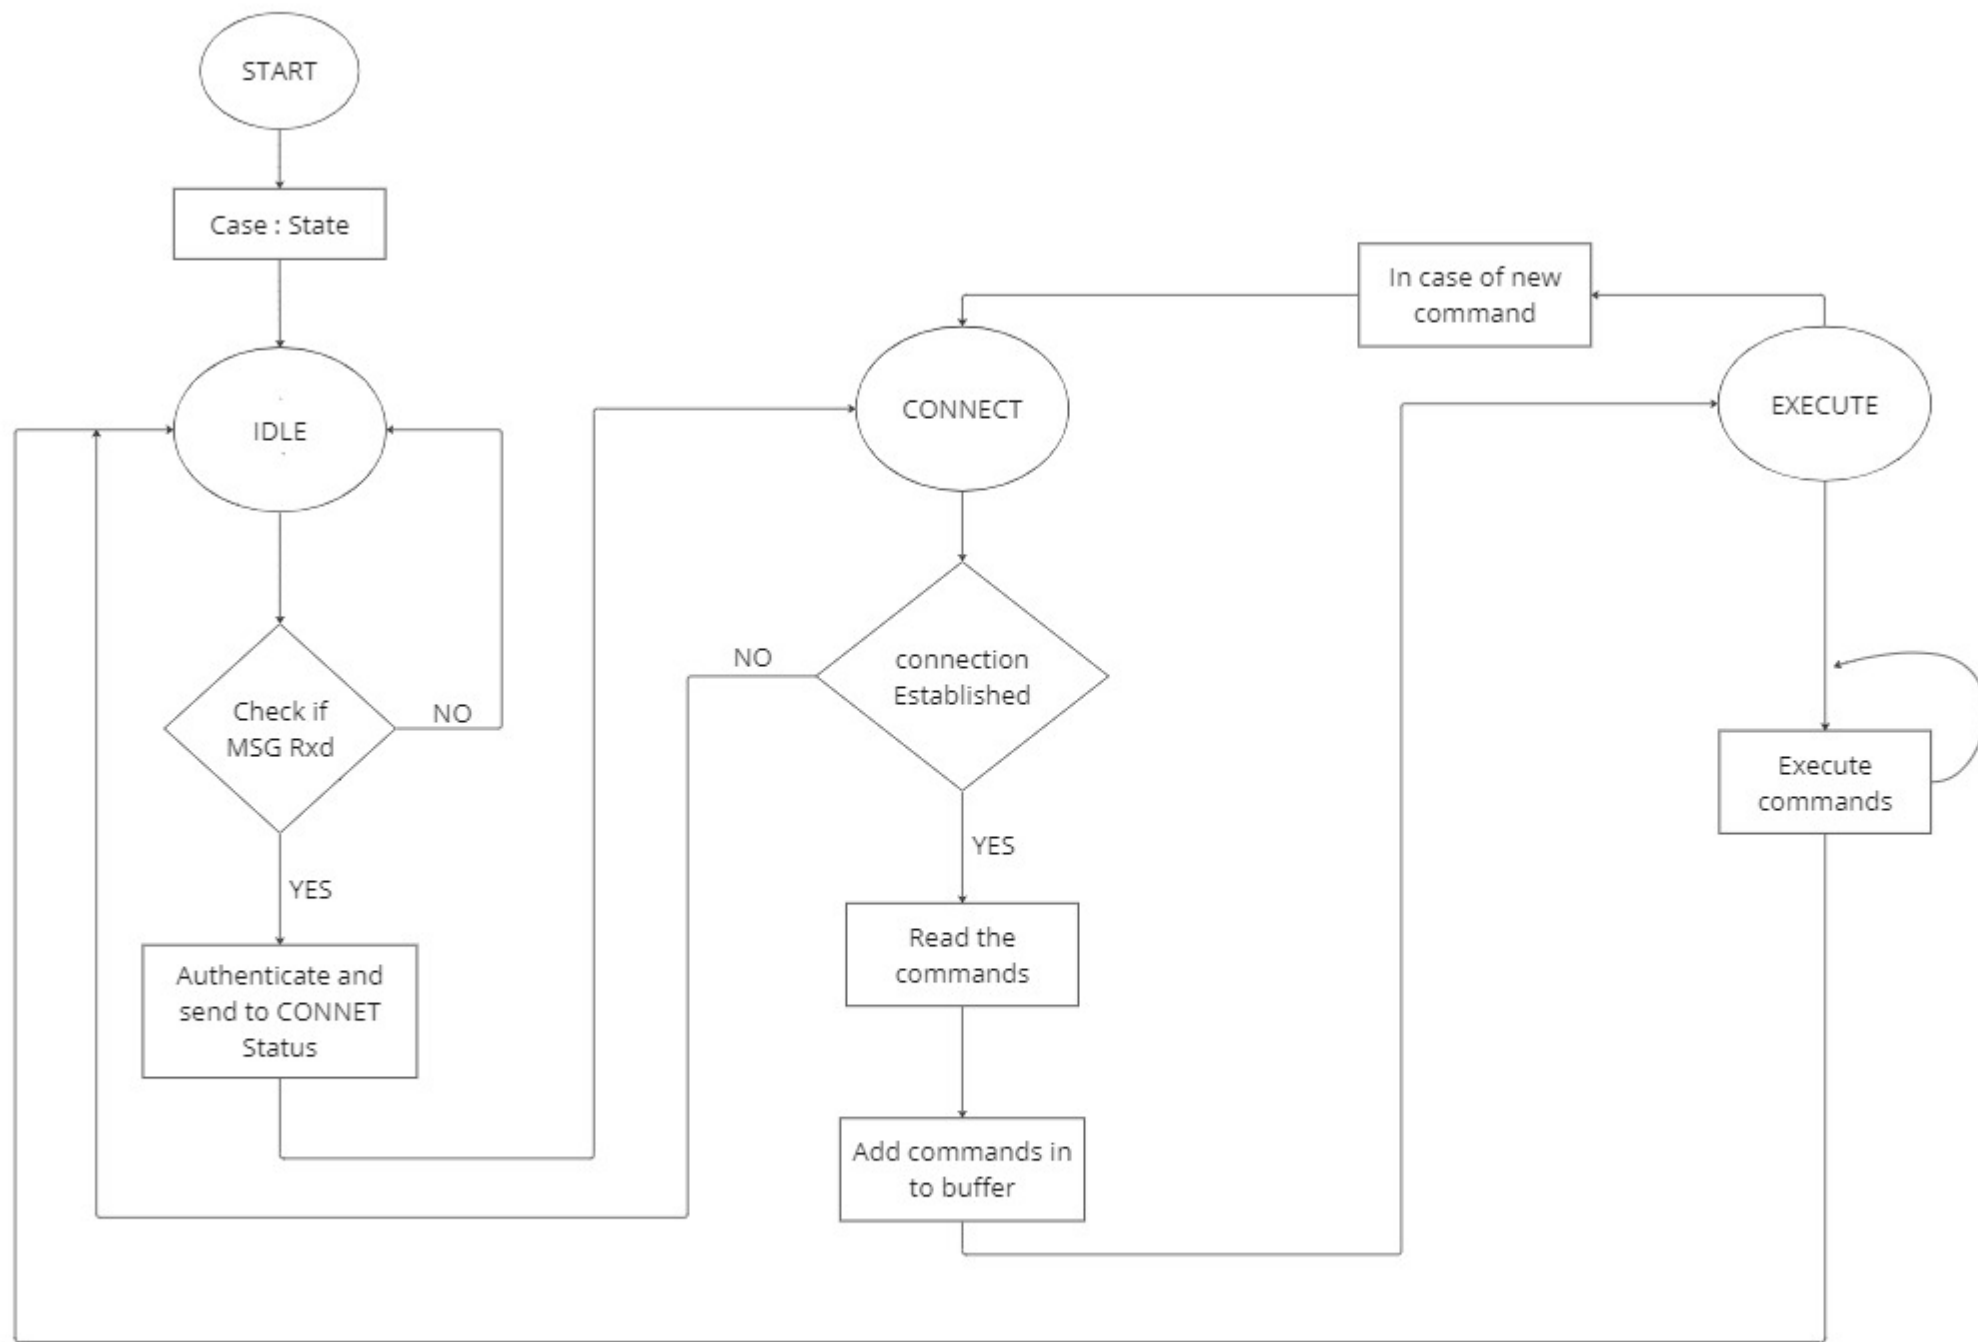 START
Case : State
IDLE
Check if
MSG Rxd
NO
YES
Authenticate and
send to CONNET
Status
CONNECT
connection
Established
NO
YES
Read the
commands
Add commands in
to buffer
In case of new
command
EXECUTE
Execute
commands